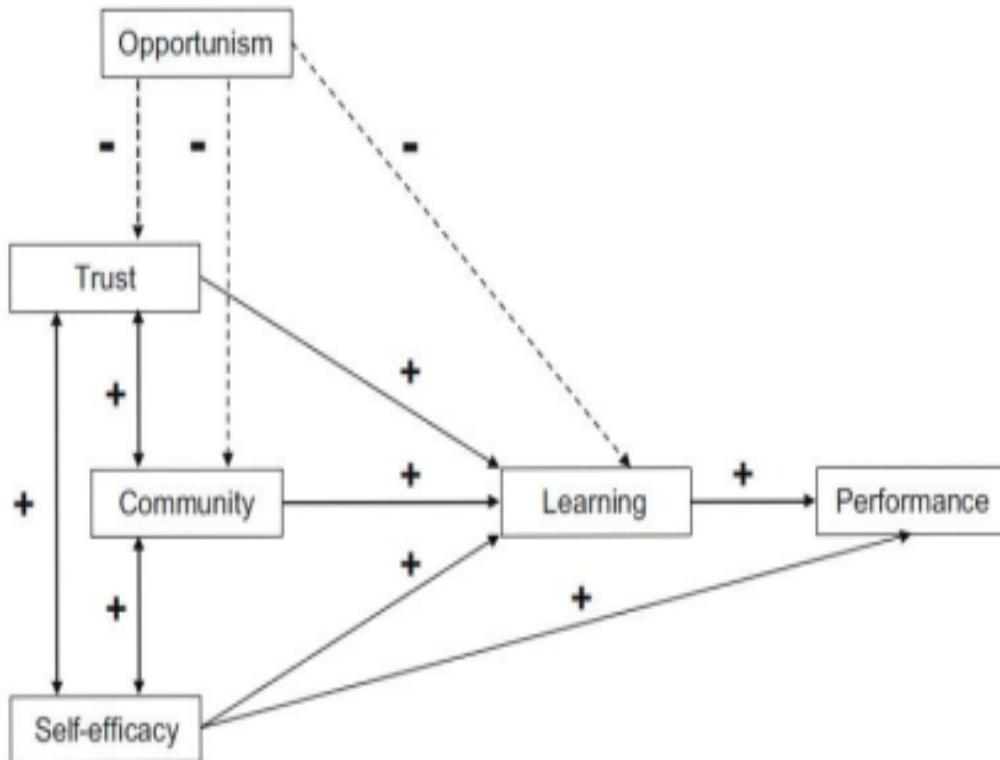 Opportunism
- - -
Trust
+
+
+
+
Community
Learning
+
Performance
+
+
+
Self-efficacy